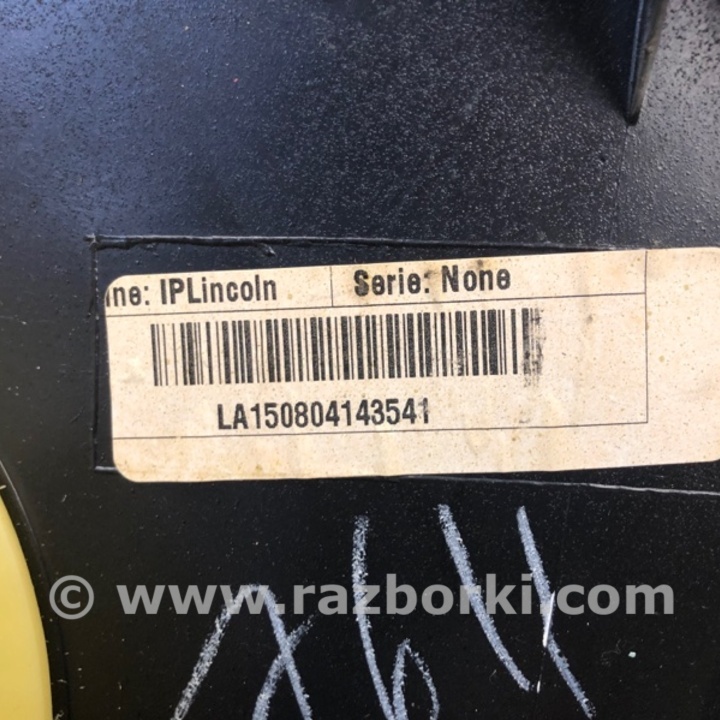 ine: IPLincoln Serie: None
LA150804143541
© www.razborki.com